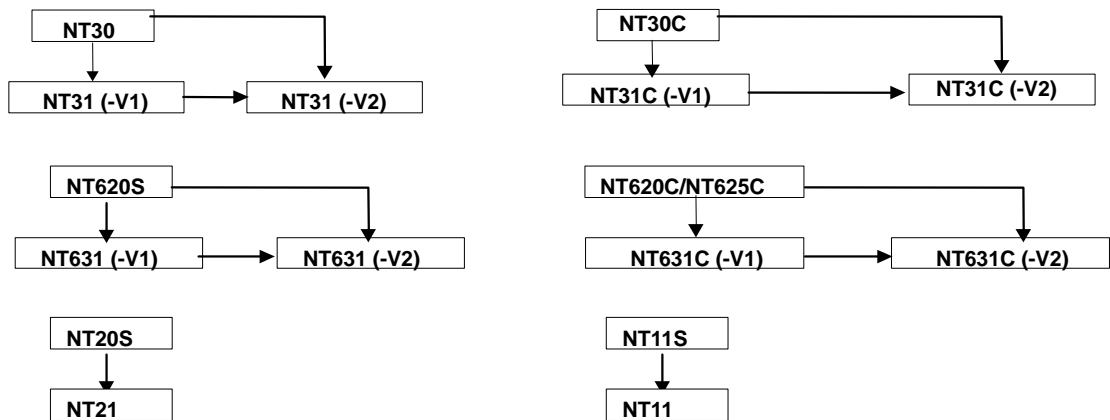 NT30
NT30C
NT31 (-V1)
NT31 (-V2)
NT31C (-V1)
NT31C (-V2)
NT620S
NT620C/NT625C
NT631 (-V1)
NT631 (-V2)
NT631C (-V1)
NT631C (-V2)
NT20S
NT11S
NT21
NT11